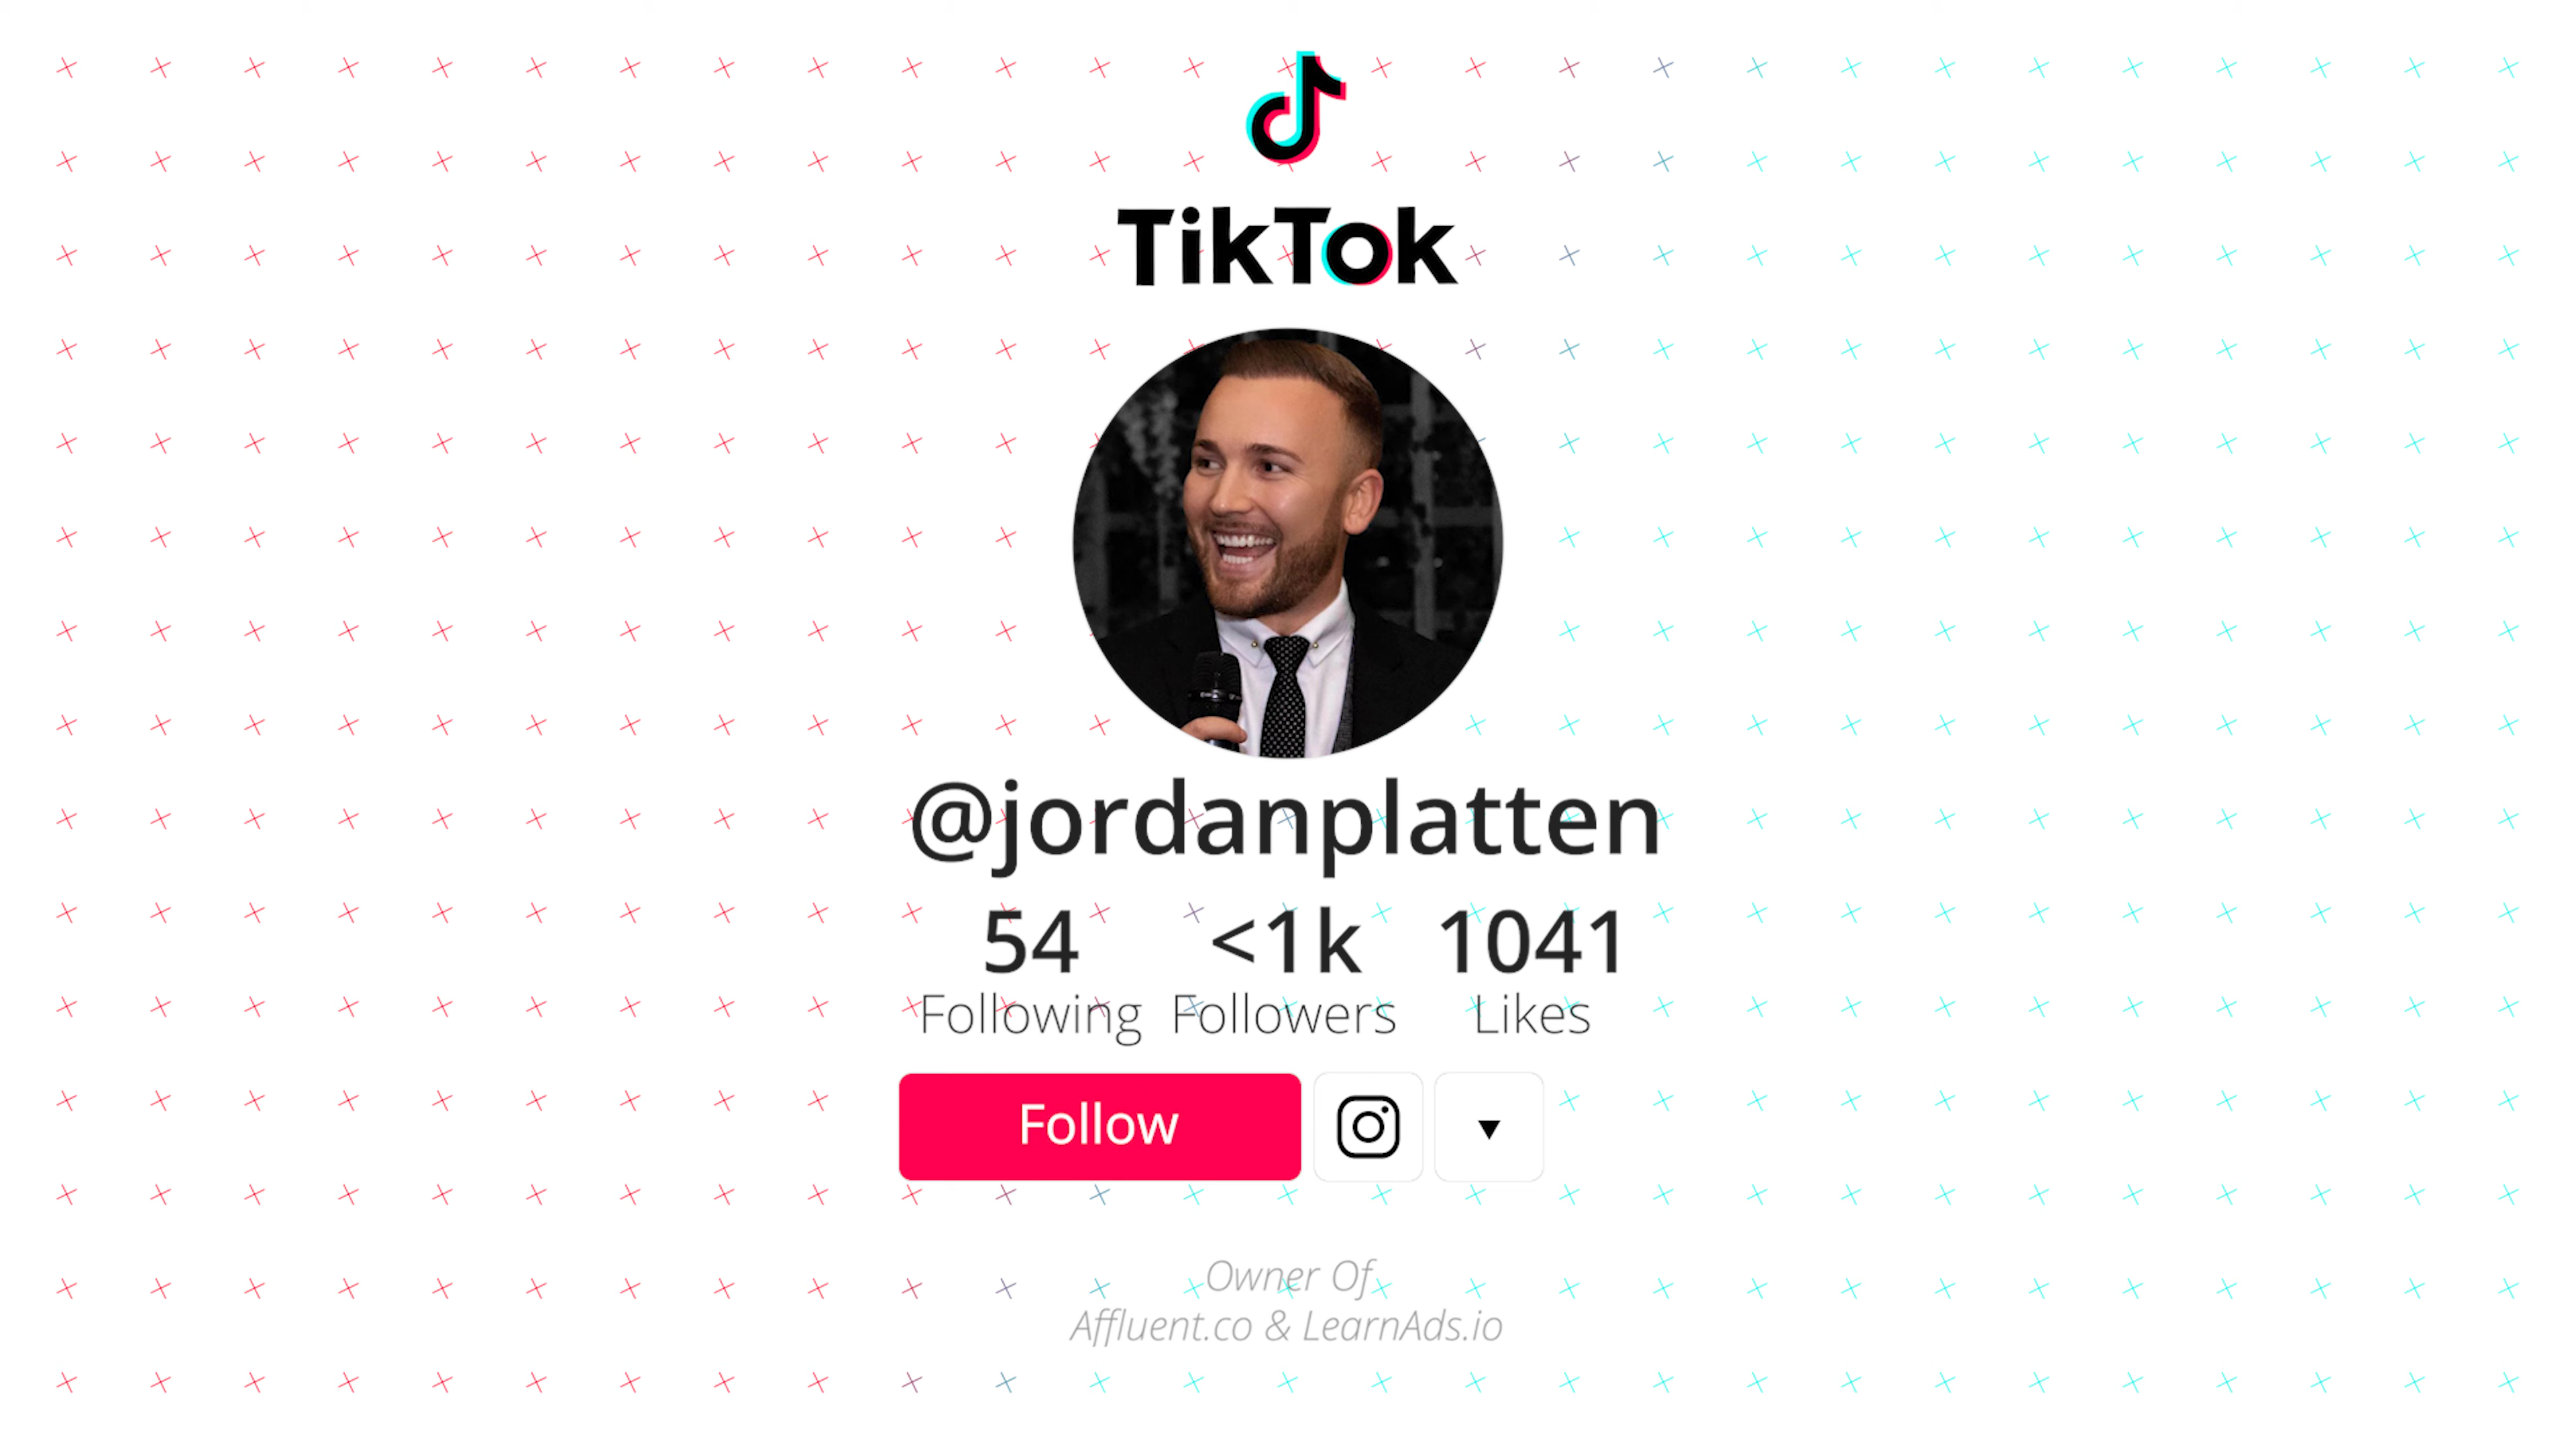 TikTok
@jordanplatten
54 <1k 1041
Following Followers Likes
Follow
Owner Of
Affluent.co & LearnAds.io